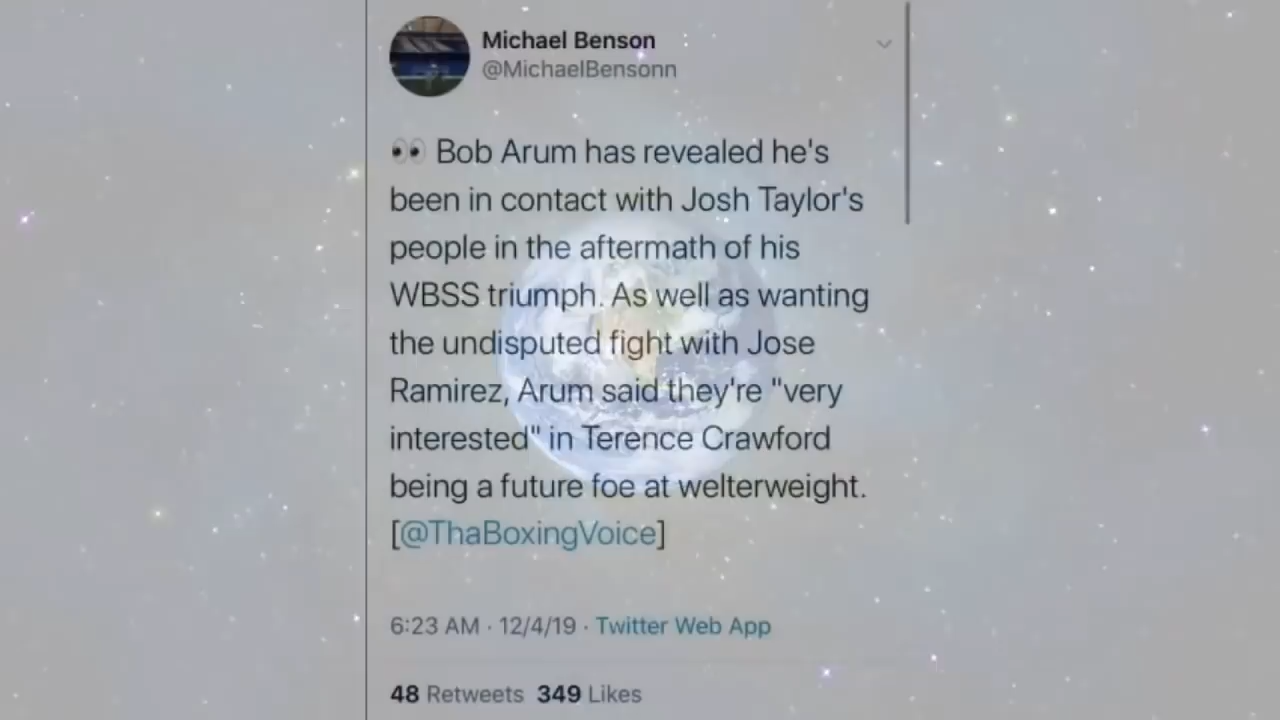 Michael Benson
@MichaelBensonn
👀 Bob Arum has revealed he's
been in contact with Josh Taylor's
people in the aftermath of his
WBSS triumph. As well as wanting
the undisputed fight with Jose
Ramirez, Arum said they're "very
interested" in Terence Crawford
being a future foe at welterweight.
[@ThaBoxingVoice]
6:23 AM · 12/4/19 · Twitter Web App
48 Retweets 349 Likes